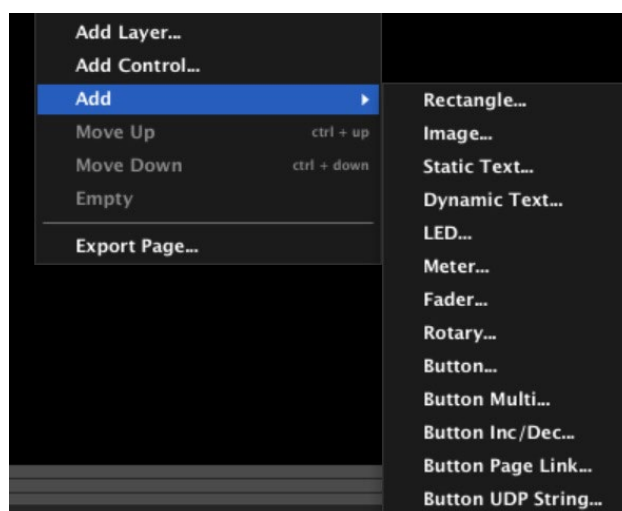 Add Layer...
Add Control...
Add
Move Up ctrl + up
Move Down ctrl + down
Empty
Export Page...
Rectangle...
Image...
Static Text...
Dynamic Text...
LED...
Meter...
Fader...
Rotary...
Button...
Button Multi...
Button Inc/Dec...
Button Page Link...
Button UDP String...